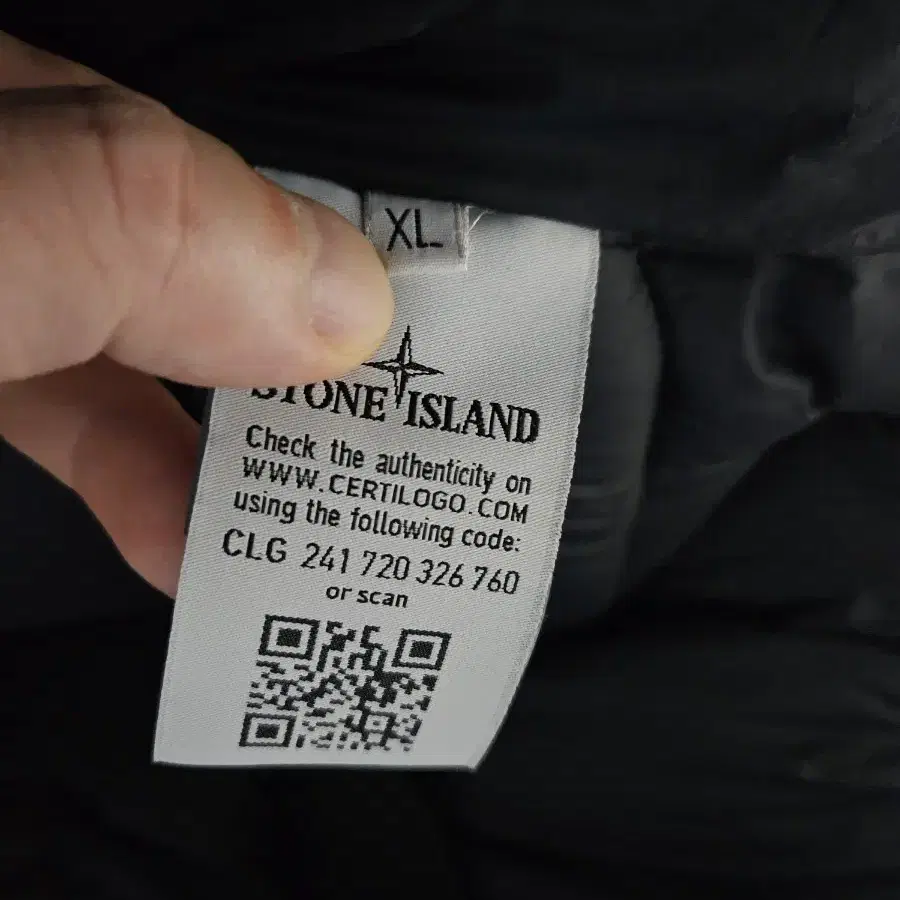 XL
STONE ISLAND
Check the authenticity on
WWW.CERTILOGO.COM
using the following code:
CLG 241 720 326 760
or scan